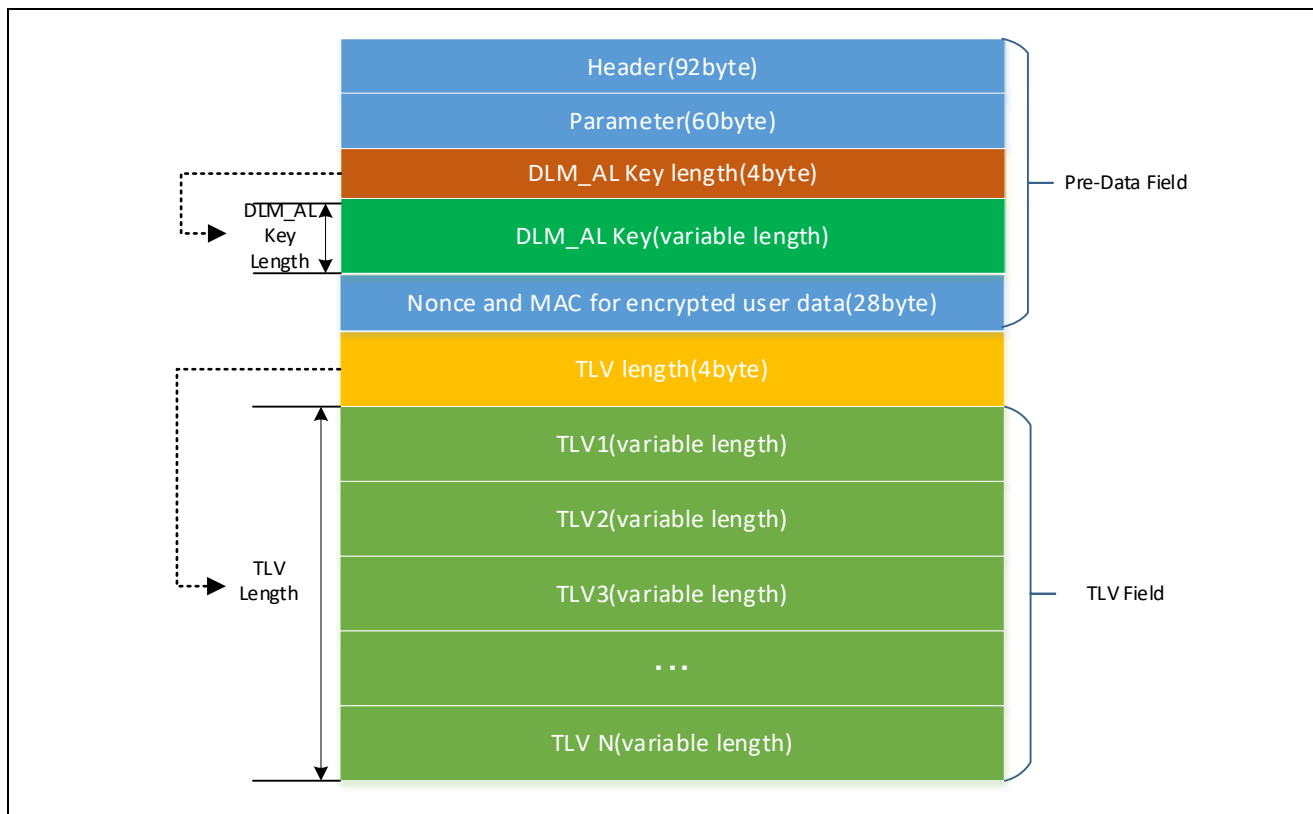 Header(92byte)
Parameter(60byte)
DLM_AL Key length(4byte)
DLM_AL
Key
Length
DLM_AL Key(variable length)
Pre-Data Field
Nonce and MAC for encrypted user data(28byte)
TLV length(4byte)
TLV1(variable length)
TLV2(variable length)
TLV
Length
TLV3(variable length)
TLV Field
...
TLV N(variable length)